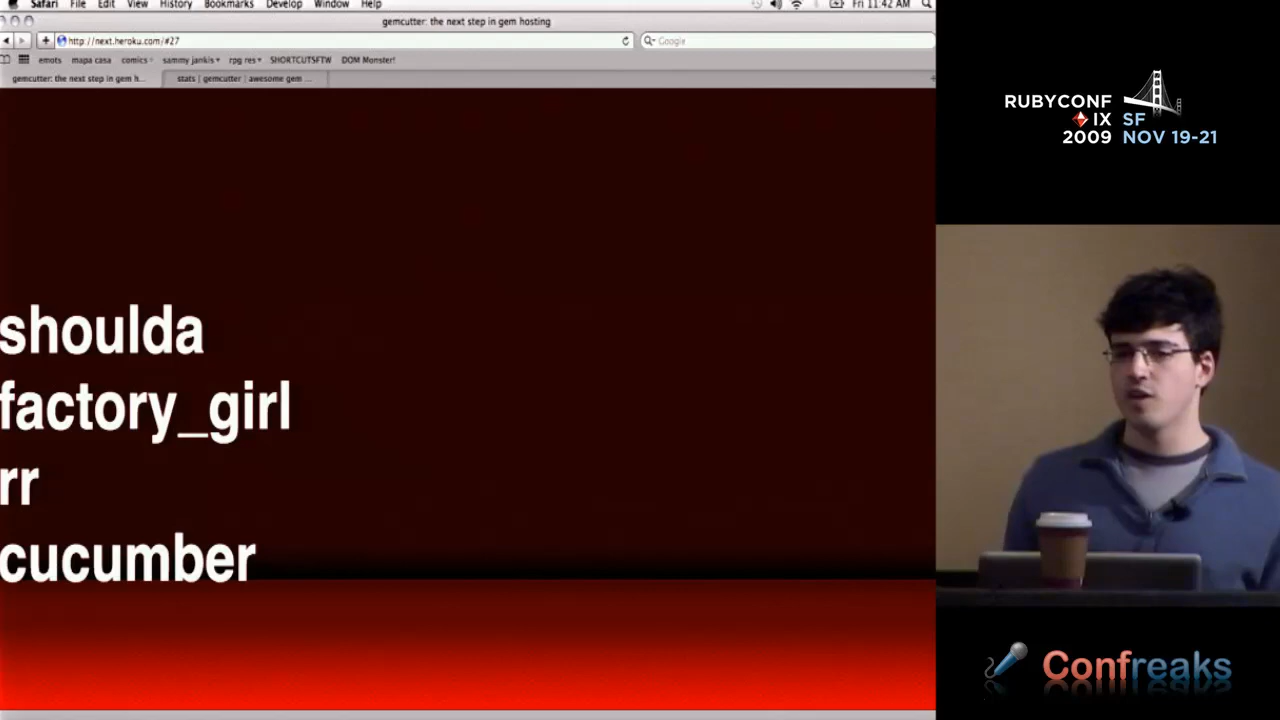 Safari File Edit View History Bookmarks Develop Window Help Fri 11:42 AM
gemcutter: the next step in gem hosting
http://next.heroku.com/#27
Google
emots mapa casa comics sammy jankis rpg res SHORTCUTSFTW DOM Monster!
gemcutter: the next step in gem h... stats | gemcutter | awesome gem ...
shoulda
factory_girl
rr
cucumber
RUBYCONF
IX SF
2009 NOV 19-21
Confreaks